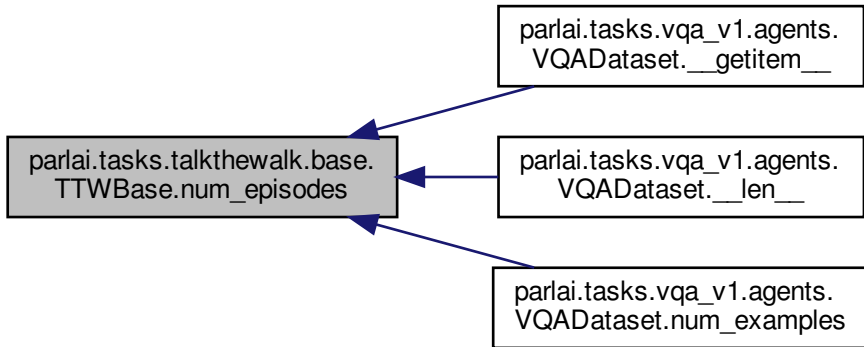 parlai.tasks.talkthewalk.base.
TTWBase.num_episodes
parlai.tasks.vqa_v1.agents.
VQADataset.__getitem__
parlai.tasks.vqa_v1.agents.
VQADataset.__len__
parlai.tasks.vqa_v1.agents.
VQADataset.num_examples